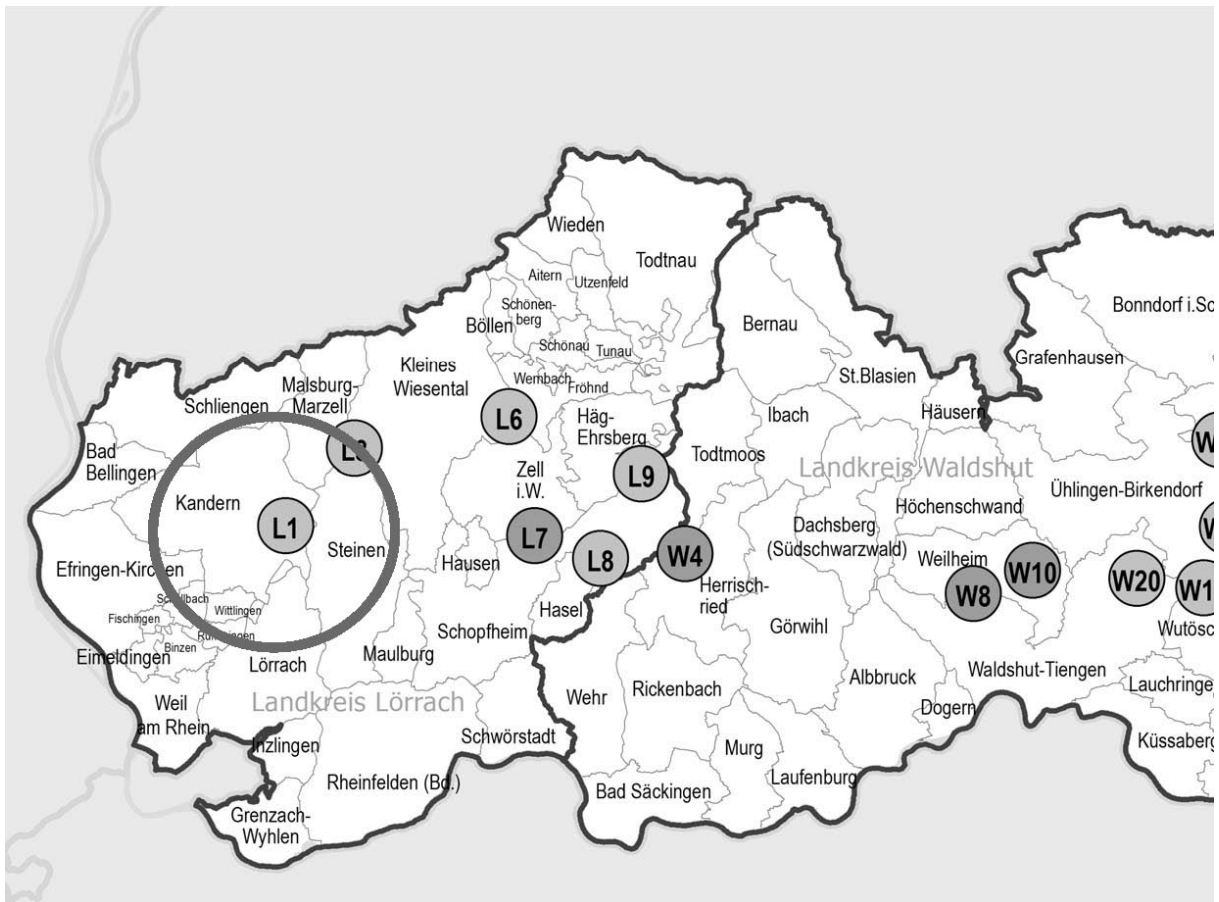 Wieden
Todtnau
Aitern
Utzenfeld
Schönen-
berg
Böllen
Schönau
Tunau
Wembach
Fröhnd
Kleines
Wiesental
Malsburg-
Marzell
Schliengen
Bad
Bellingen
Kandern
L1
L3
L6
Häg-
Ehrsberg
L9
Zell
i.W.
L7
L8
Steinen
Hausen
Efringen-Kirchen
Schallbach
Wittlingen
Fischingen
Rümmingen
Binzen
Eimeldingen
Lörrach
Maulburg
Schopfheim
Hasel
Landkreis Lörrach
Weil
am Rhein
Inzlingen
Schwörstadt
Rheinfelden (Bd.)
Grenzach-
Wyhlen
Bernau
St.Blasien
Häusern
Ibach
Todtmoos
Landkreis Waldshut
Höchenschwand
Dachsberg
(Südschwarzwald)
W4
Herrisch-
ried
Weilheim
W8
W10
Görwihl
Wehr
Rickenbach
Albbruck
Dogern
Murg
Laufenburg
Bad Säckingen
Waldshut-Tiengen
Bonndorf i.Sc
Grafenhausen
Ühlingen-Birkendorf
W
W
W20
W1
Wutösc
Lauchringe
Küssaberg